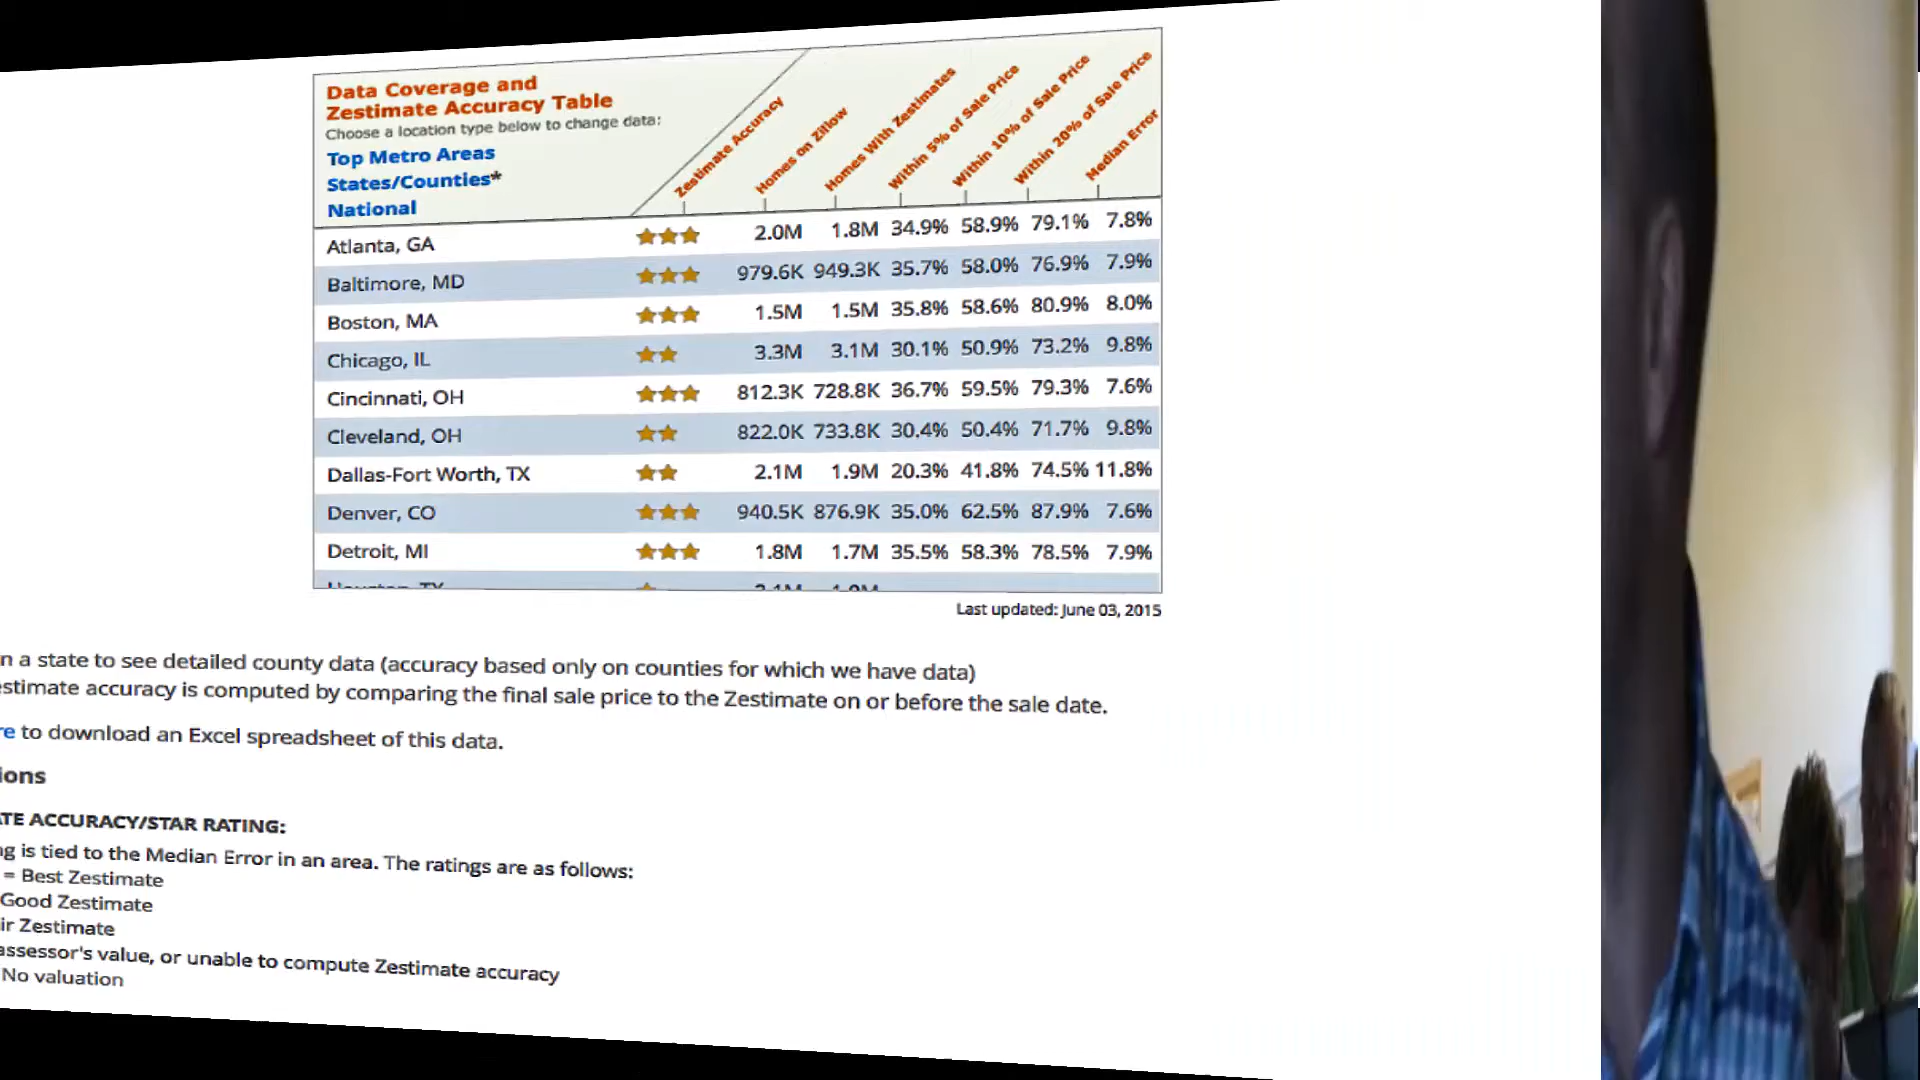 Data Coverage and
Zestimate Accuracy Table
Choose a location type below to change data:
Top Metro Areas
States/Counties*
National
Zestimate Accuracy
Homes on Zillow
Homes With Zestimates
Within 5% of Sale Price
Within 10% of Sale Price
Within 20% of Sale Price
Median Error
Atlanta, GA 2.0M 1.8M 34.9% 58.9% 79.1% 7.8%
Baltimore, MD 979.6K 949.3K 35.7% 58.0% 76.9% 7.9%
Boston, MA 1.5M 1.5M 35.8% 58.6% 80.9% 8.0%
Chicago, IL 3.3M 3.1M 30.1% 50.9% 73.2% 9.8%
Cincinnati, OH 812.3K 728.8K 36.7% 59.5% 79.3% 7.6%
Cleveland, OH 822.0K 733.8K 30.4% 50.4% 71.7% 9.8%
Dallas-Fort Worth, TX 2.1M 1.9M 20.3% 41.8% 74.5% 11.8%
Denver, CO 940.5K 876.9K 35.0% 62.5% 87.9% 7.6%
Detroit, MI 1.8M 1.7M 35.5% 58.3% 78.5% 7.9%
Last updated: June 03, 2015
n a state to see detailed county data (accuracy based only on counties for which we have data)
estimate accuracy is computed by comparing the final sale price to the Zestimate on or before the sale date.
re to download an Excel spreadsheet of this data.
ions
TE ACCURACY/STAR RATING:
ng is tied to the Median Error in an area. The ratings are as follows:
= Best Zestimate
Good Zestimate
ir Zestimate
assessor's value, or unable to compute Zestimate accuracy
No valuation